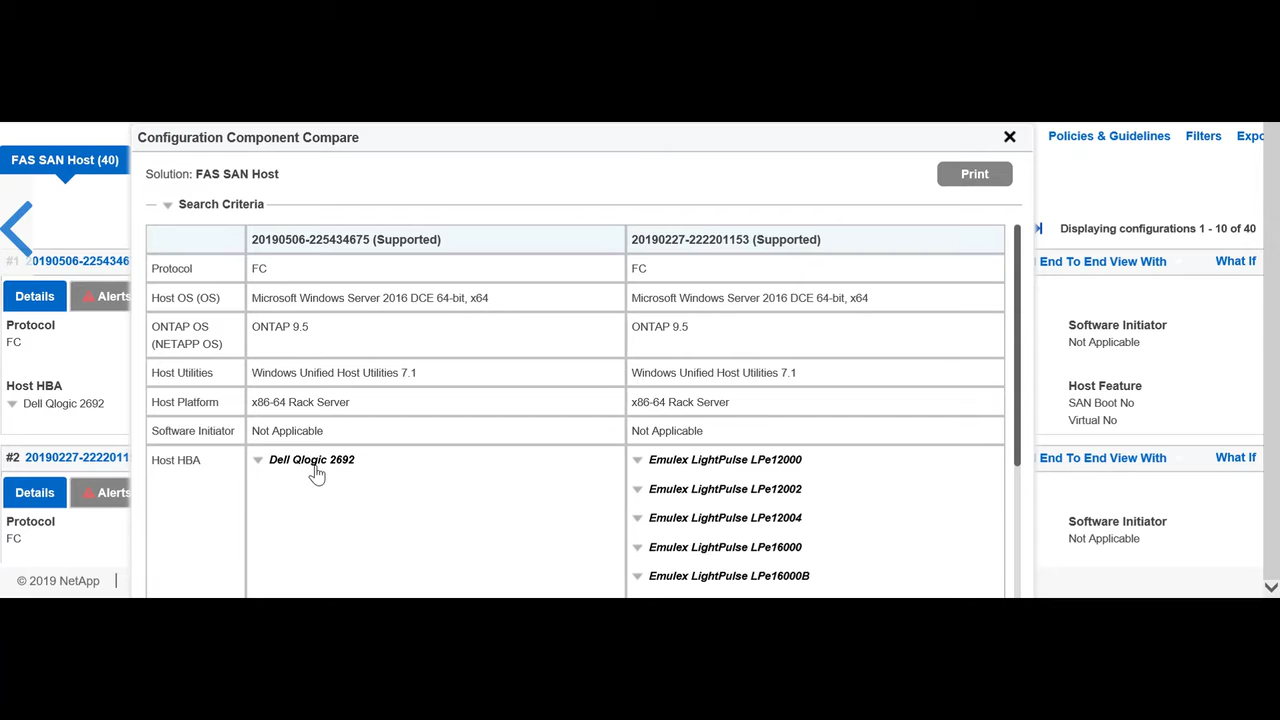 Configuration Component Compare
Policies & Guidelines Filters Expo
FAS SAN Host (40)
Solution: FAS SAN Host
Print
Search Criteria
Displaying configurations 1 - 10 of 40
20190506-225434675 (Supported) 20190227-222201153 (Supported)
Protocol FC FC
Host OS (OS) Microsoft Windows Server 2016 DCE 64-bit, x64 Microsoft Windows Server 2016 DCE 64-bit, x64
ONTAP OS
(NETAPP OS) ONTAP 9.5 ONTAP 9.5
Host Utilities Windows Unified Host Utilities 7.1 Windows Unified Host Utilities 7.1
Host Platform x86-64 Rack Server x86-64 Rack Server
Software Initiator Not Applicable Not Applicable
Host HBA Dell Qlogic 2692 Emulex LightPulse LPe12000
Emulex LightPulse LPe12002
Emulex LightPulse LPe12004
Emulex LightPulse LPe16000
Emulex LightPulse LPe16000B
#1 20190506-2254346 End To End View With What If
Details Alerts
Protocol
FC
Software Initiator
Not Applicable
Host HBA
Dell Qlogic 2692
Host Feature
SAN Boot No
Virtual No
#2 20190227-2222011 End To End View With What If
Details Alerts
Protocol
FC
Software Initiator
Not Applicable
© 2019 NetApp |